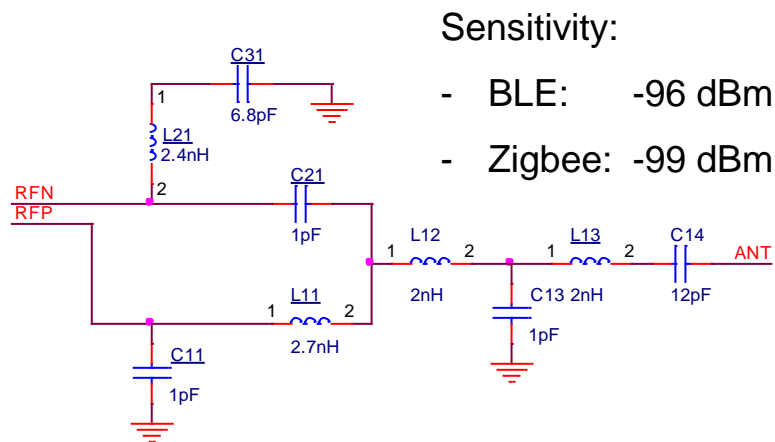 Sensitivity:
- BLE: -96 dBm
- Zigbee: -99 dBm
C31
1
6.8pF
L21
2.4nH
2
RFN
RFP
C21
1pF
L12
1 2
2nH
L13
1 2
2nH
C14
12pF
ANT
C13
1pF
L11
1 2
2.7nH
C11
1pF